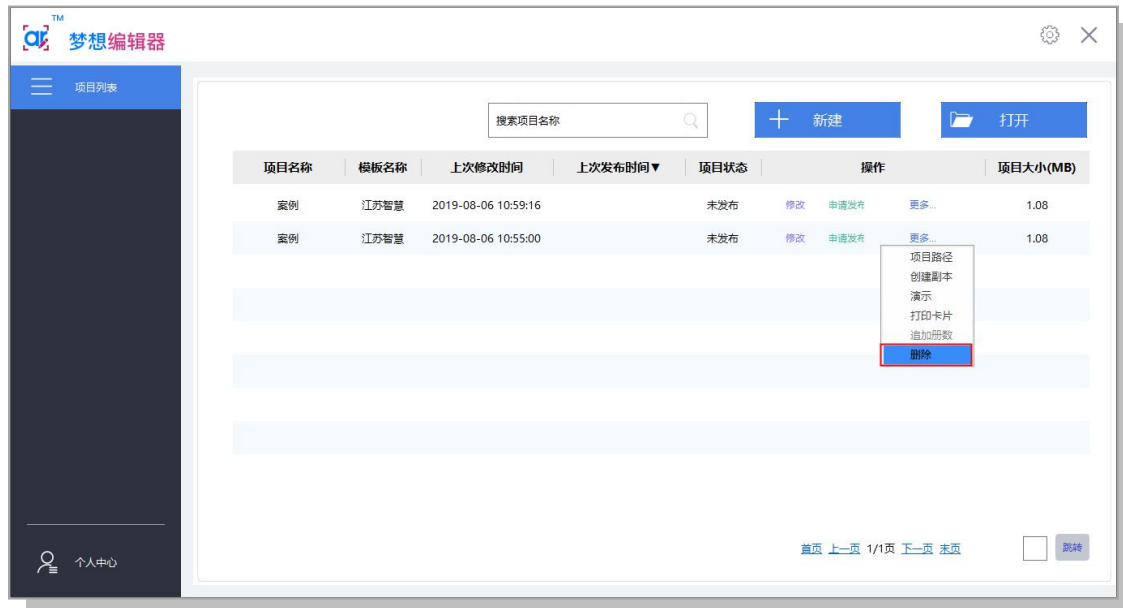 TM
ar 梦想编辑器
项目列表
搜索项目名称
新建
打开
项目名称 模板名称 上次修改时间 上次发布时间▼ 项目状态 操作 项目大小(MB)
案例 江苏智慧 2019-08-06 10:59:16 未发布 修改 申请发布 更多... 1.08
案例 江苏智慧 2019-08-06 10:55:00 未发布 修改 申请发布 更多... 1.08
项目路径
创建副本
演示
打印卡片
追加册数
删除
首页 上一页 1/1页 下一页 末页 跳转
个人中心